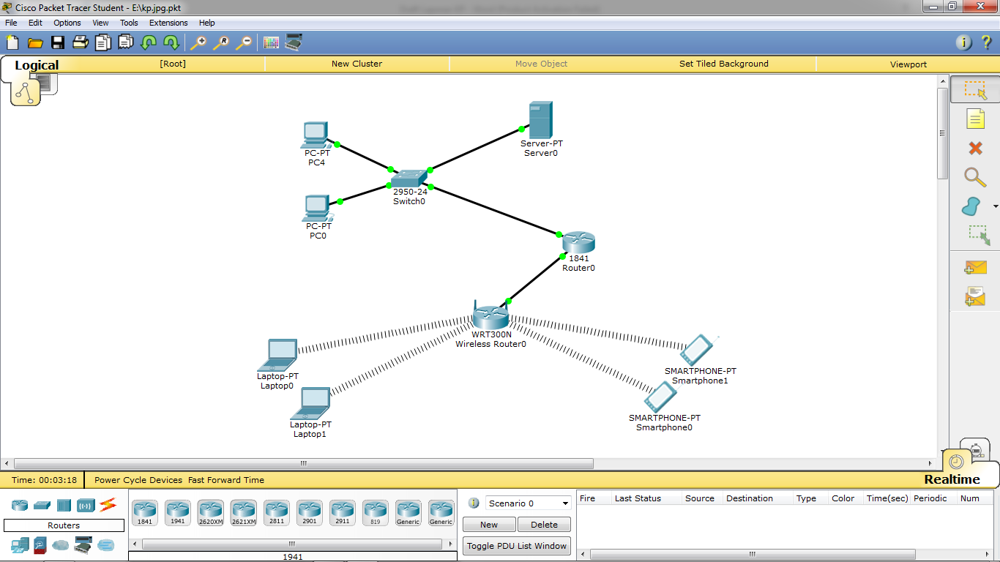 Cisco Packet Tracer Student - E:\kp.jpg.pkt
File Edit Options View Tools Extensions Help
Logical [Root] New Cluster Move Object Set Tiled Background Viewport
PC-PT
PC4
Server-PT
Server0
2950-24
Switch0
PC-PT
PC0
1841
Router0
WRT300N
Wireless Router0
Laptop-PT
Laptop0
SMARTPHONE-PT
Smartphone1
Laptop-PT
Laptop1
SMARTPHONE-PT
Smartphone0
Time: 00:03:18 Power Cycle Devices Fast Forward Time Realtime
Routers
1841 1941 2620XM 2621XM 2811 2901 2911 819 Generic Generic
1941
Scenario 0
New Delete
Toggle PDU List Window
Fire Last Status Source Destination Type Color Time(sec) Periodic Num